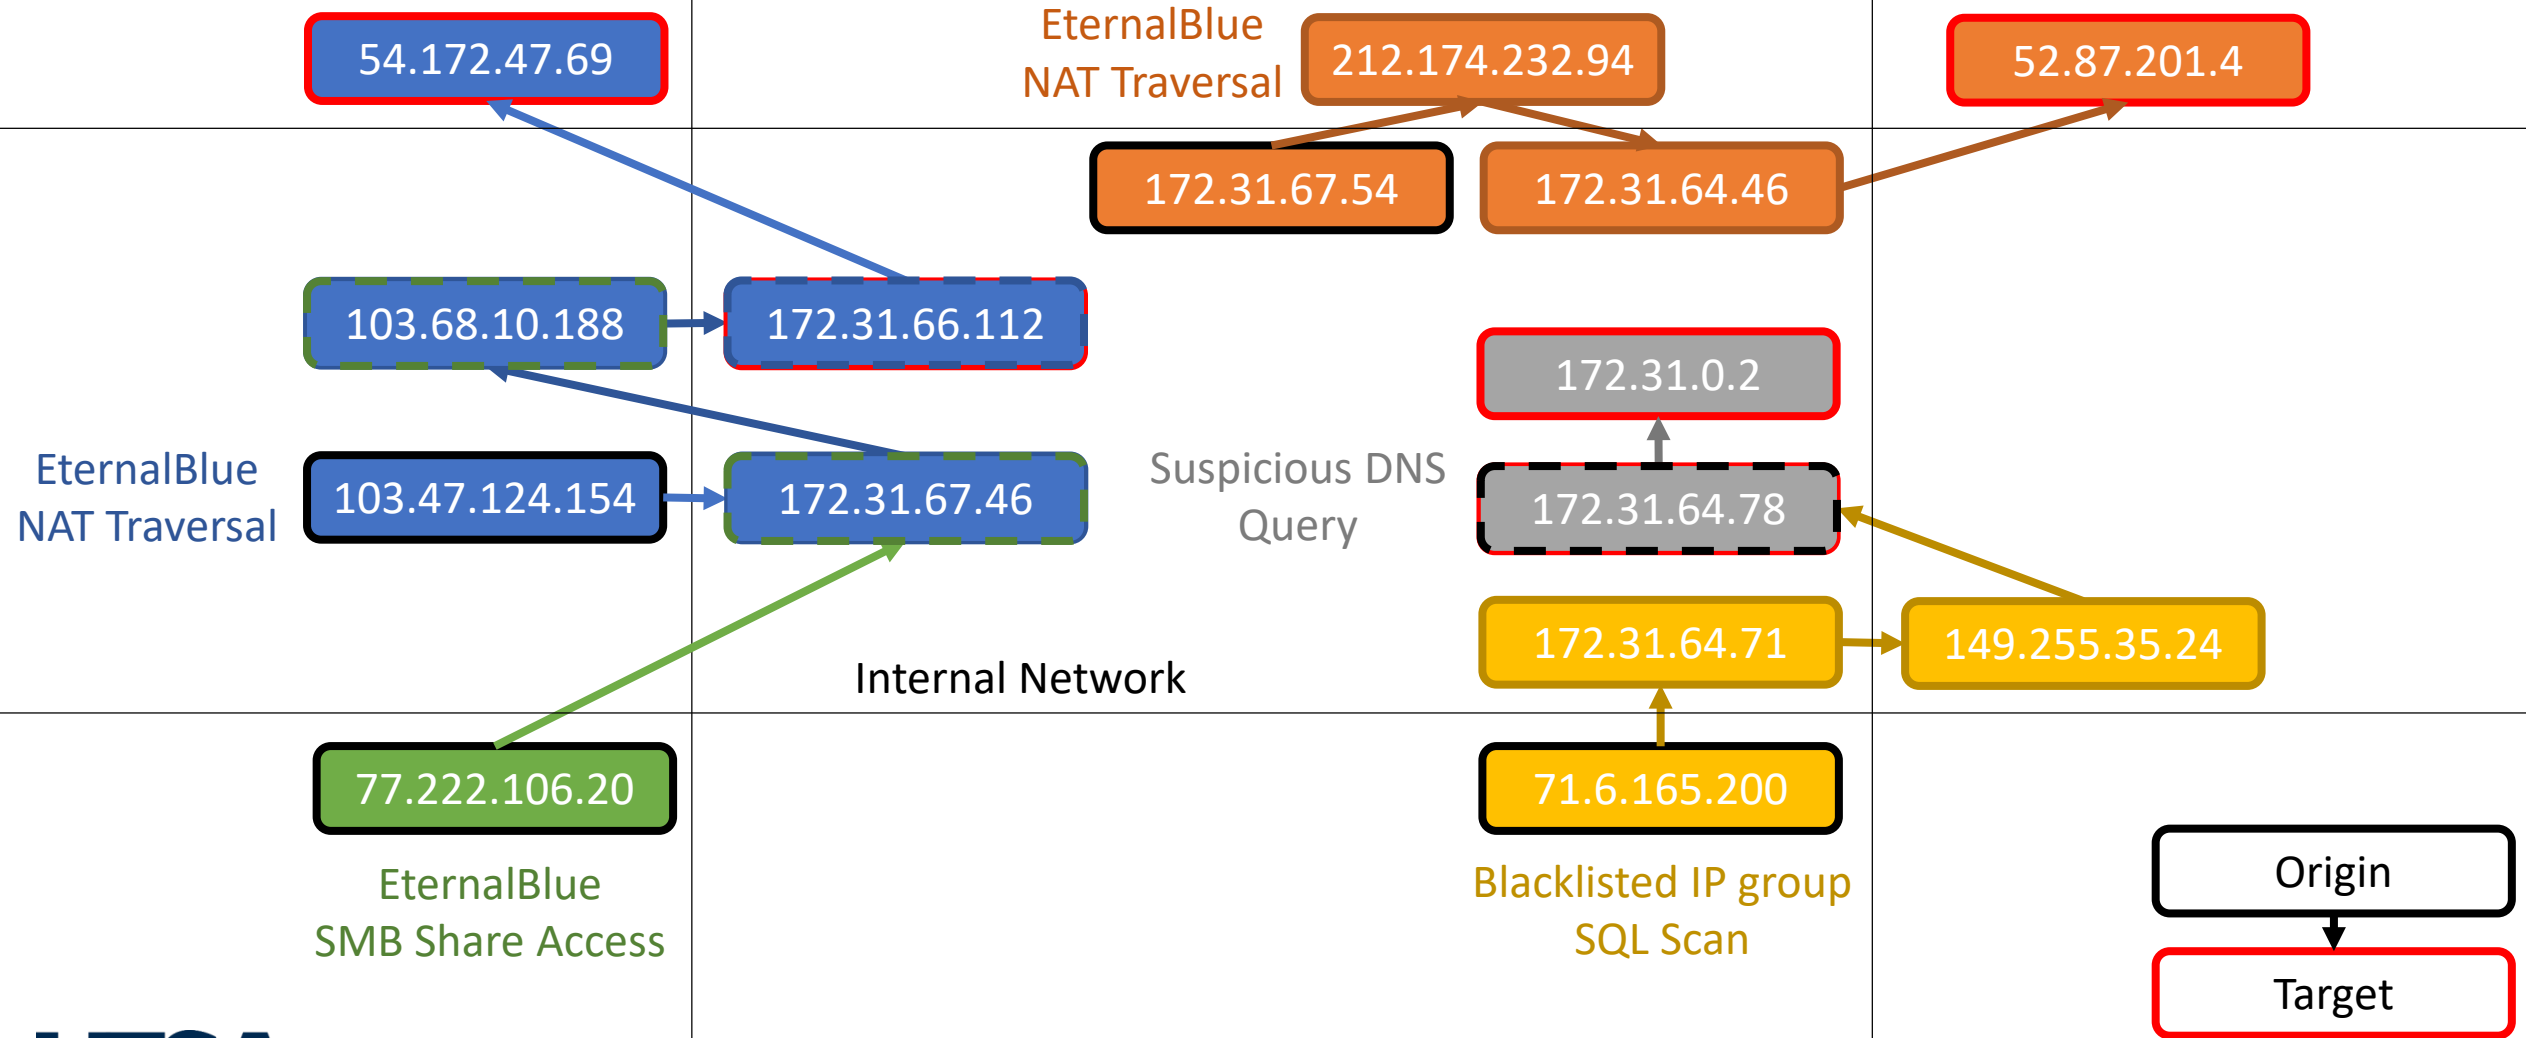 EternalBlue
NAT Traversal
54.172.47.69
212.174.232.94
52.87.201.4
172.31.67.54
172.31.64.46
103.68.10.188
172.31.66.112
172.31.0.2
EternalBlue
NAT Traversal
103.47.124.154
172.31.67.46
Suspicious DNS
Query
172.31.64.78
172.31.64.71
149.255.35.24
Internal Network
77.222.106.20
71.6.165.200
EternalBlue
SMB Share Access
Blacklisted IP group
SQL Scan
Origin
Target